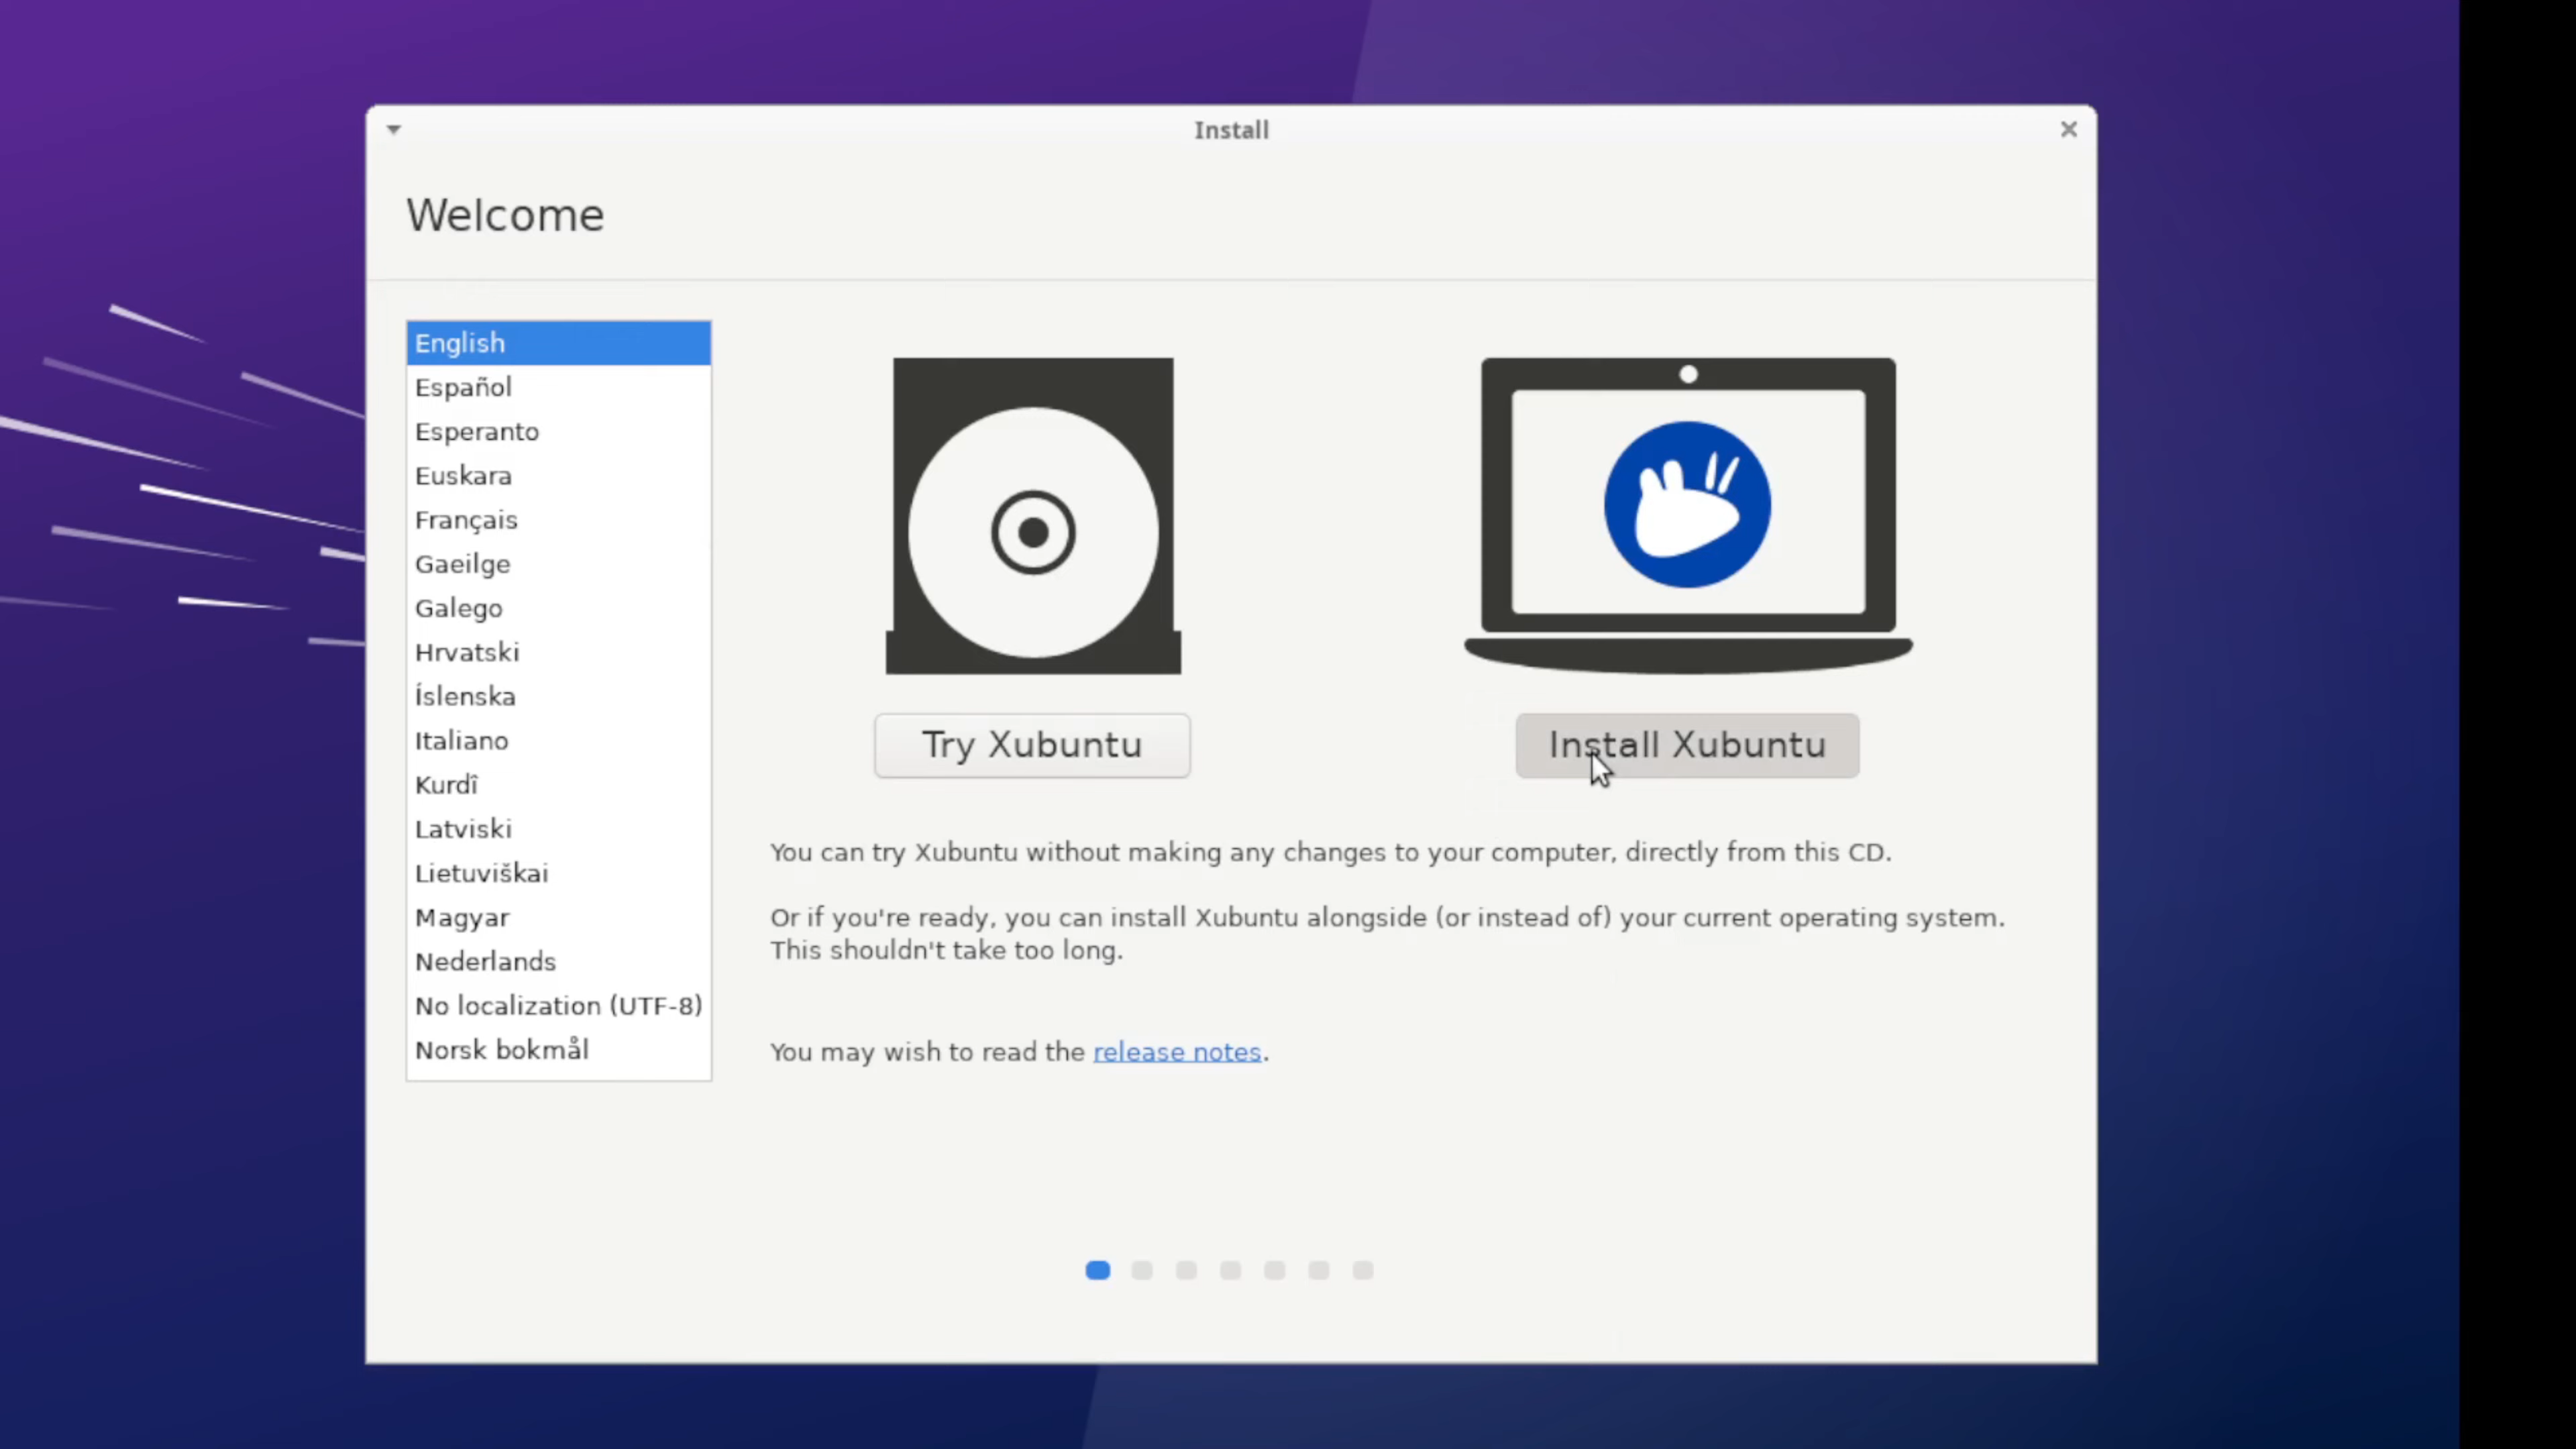 Install
Welcome
English
Español
Esperanto
Euskara
Français
Gaeilge
Galego
Hrvatski
Íslenska
Italiano
Kurdî
Latviski
Lietuviškai
Magyar
Nederlands
No localization (UTF-8)
Norsk bokmål
Try Xubuntu
Install Xubuntu
You can try Xubuntu without making any changes to your computer, directly from this CD.
Or if you're ready, you can install Xubuntu alongside (or instead of) your current operating system.
This shouldn't take too long.
You may wish to read the release notes.